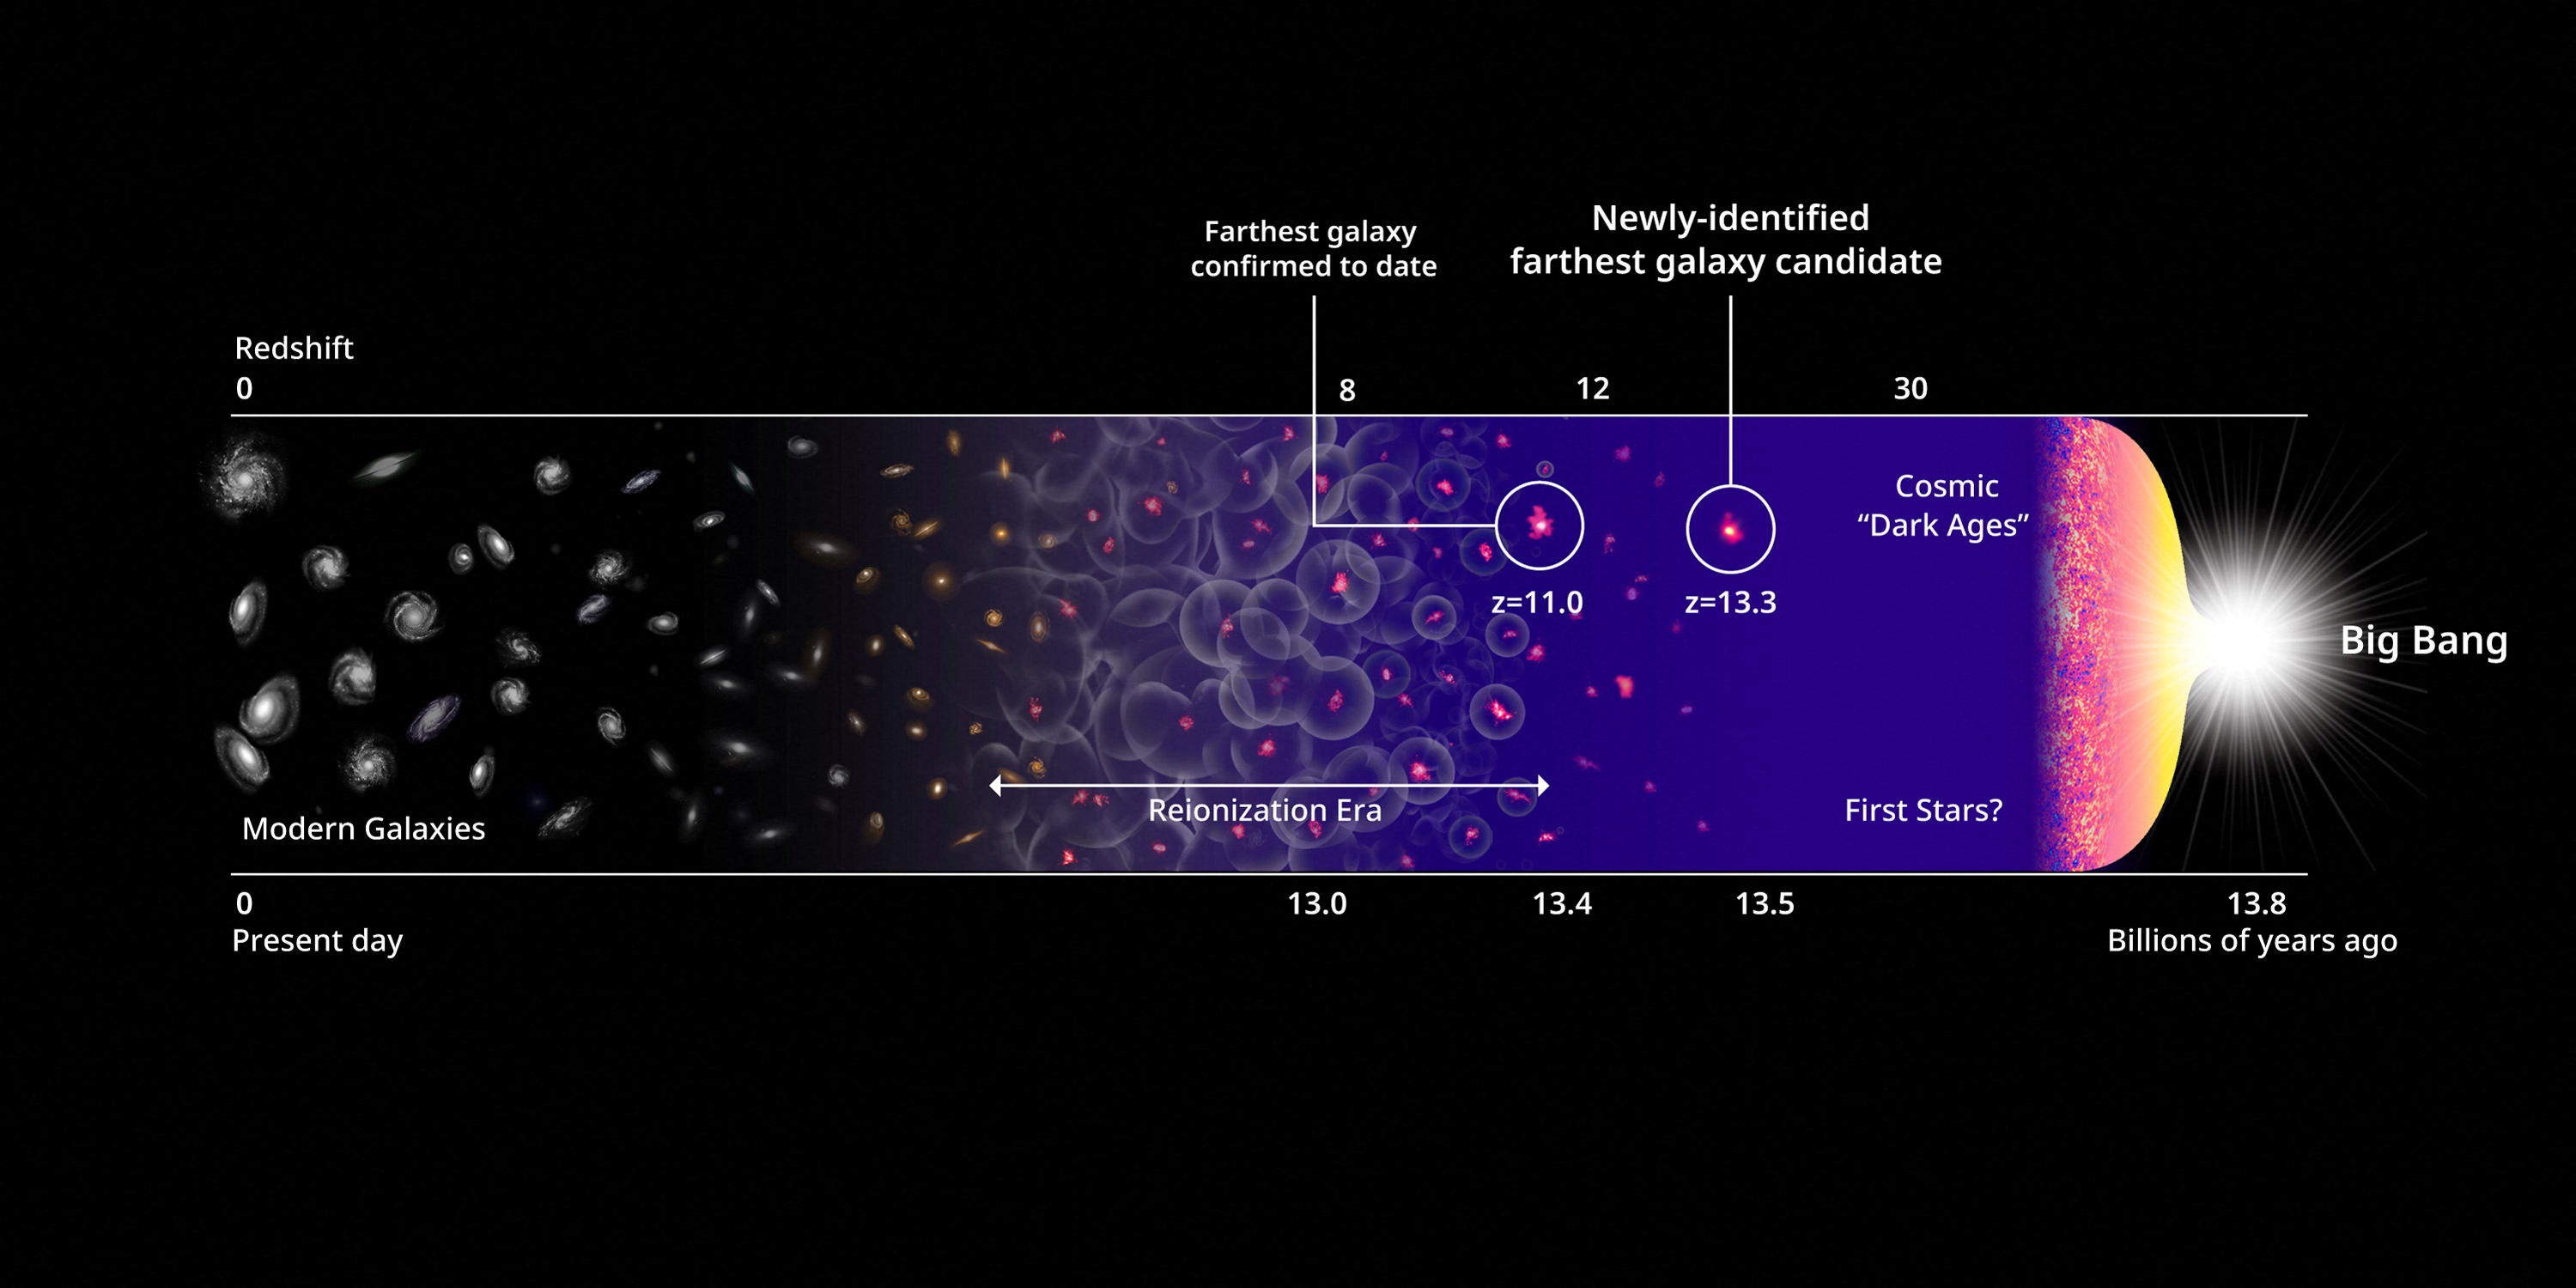 Farthest galaxy
confirmed to date
Newly-identified
farthest galaxy candidate
Redshift
0
8
12
30
Cosmic
“Dark Ages”
z=11.0
z=13.3
Big Bang
Reionization Era
First Stars?
Modern Galaxies
0
13.0
13.4
13.5
13.8
Present day
Billions of years ago